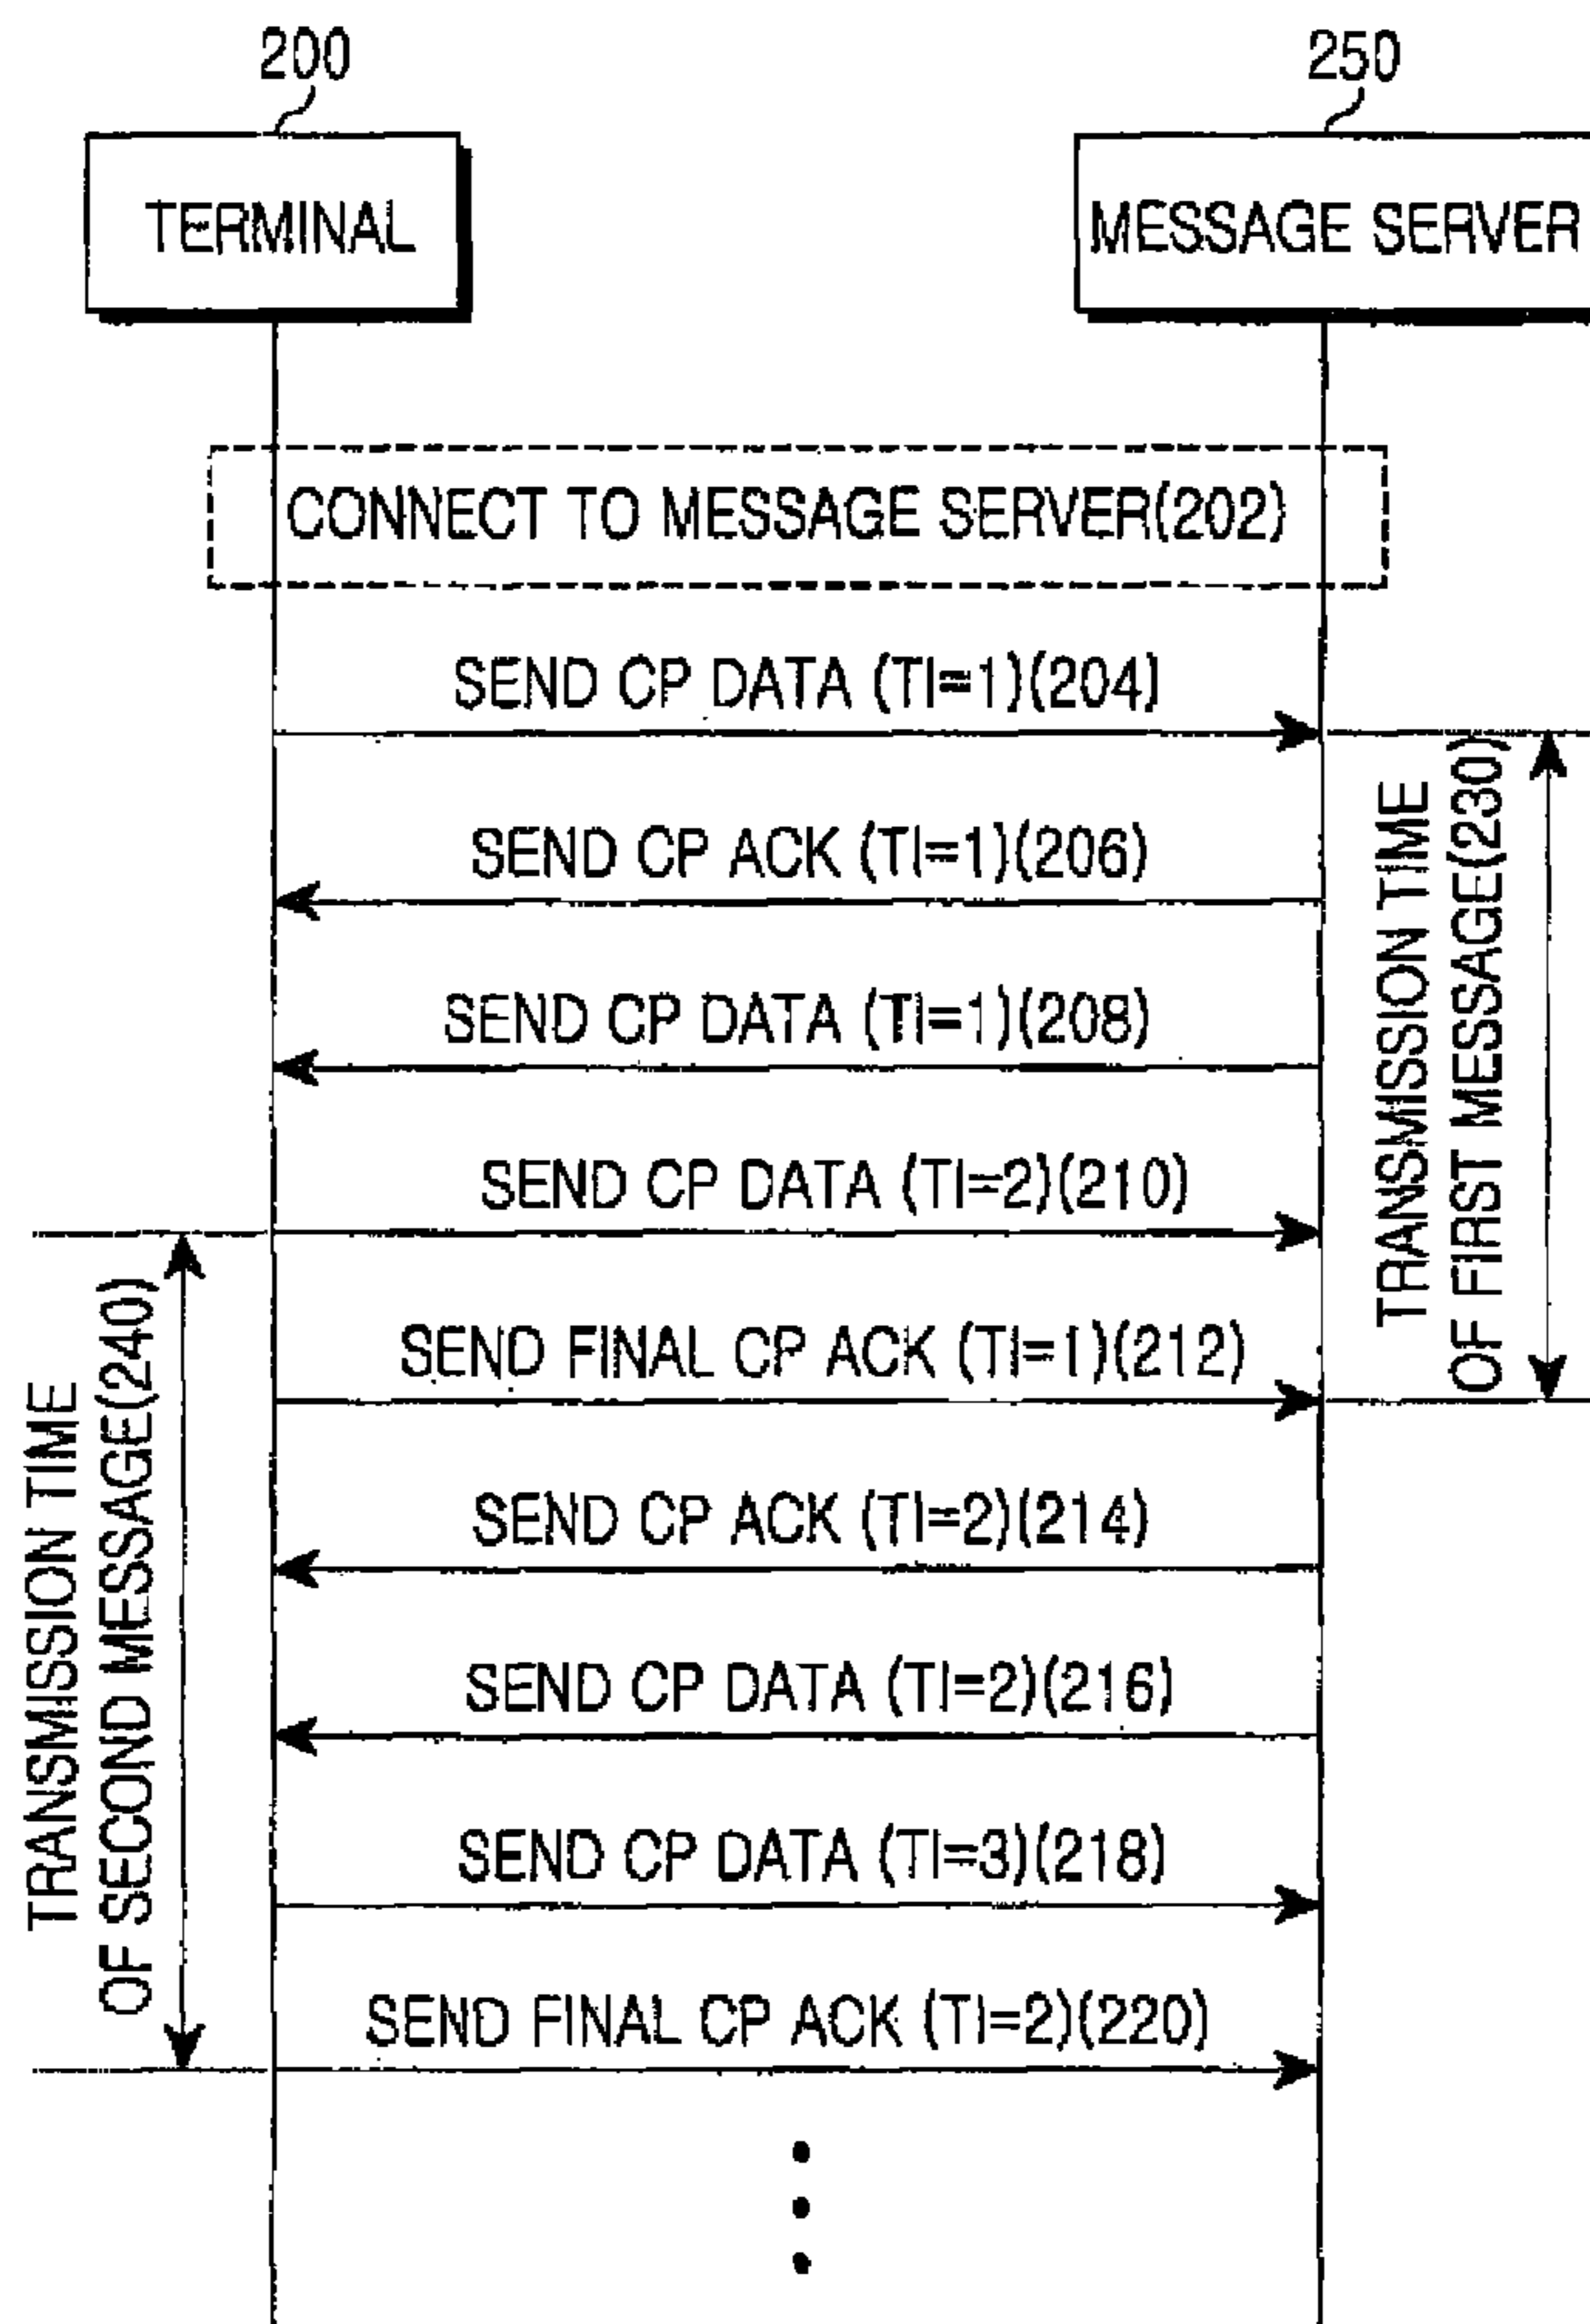 200
250
TERMINAL
MESSAGE SERVER
CONNECT TO MESSAGE SERVER(202)
SEND CP DATA (TI=1)(204)
SEND CP ACK (TI=1)(206)
SEND CP DATA (TI=1)(208)
SEND CP DATA (TI=2)(210)
SEND FINAL CP ACK (TI=1)(212)
TRANSMISSION TIME
OF FIRST MESSAGE(230)
SEND CP ACK (TI=2)(214)
SEND CP DATA (TI=2)(216)
SEND CP DATA (TI=3)(218)
SEND FINAL CP ACK (TI=2)(220)
TRANSMISSION TIME
OF SECOND MESSAGE(240)